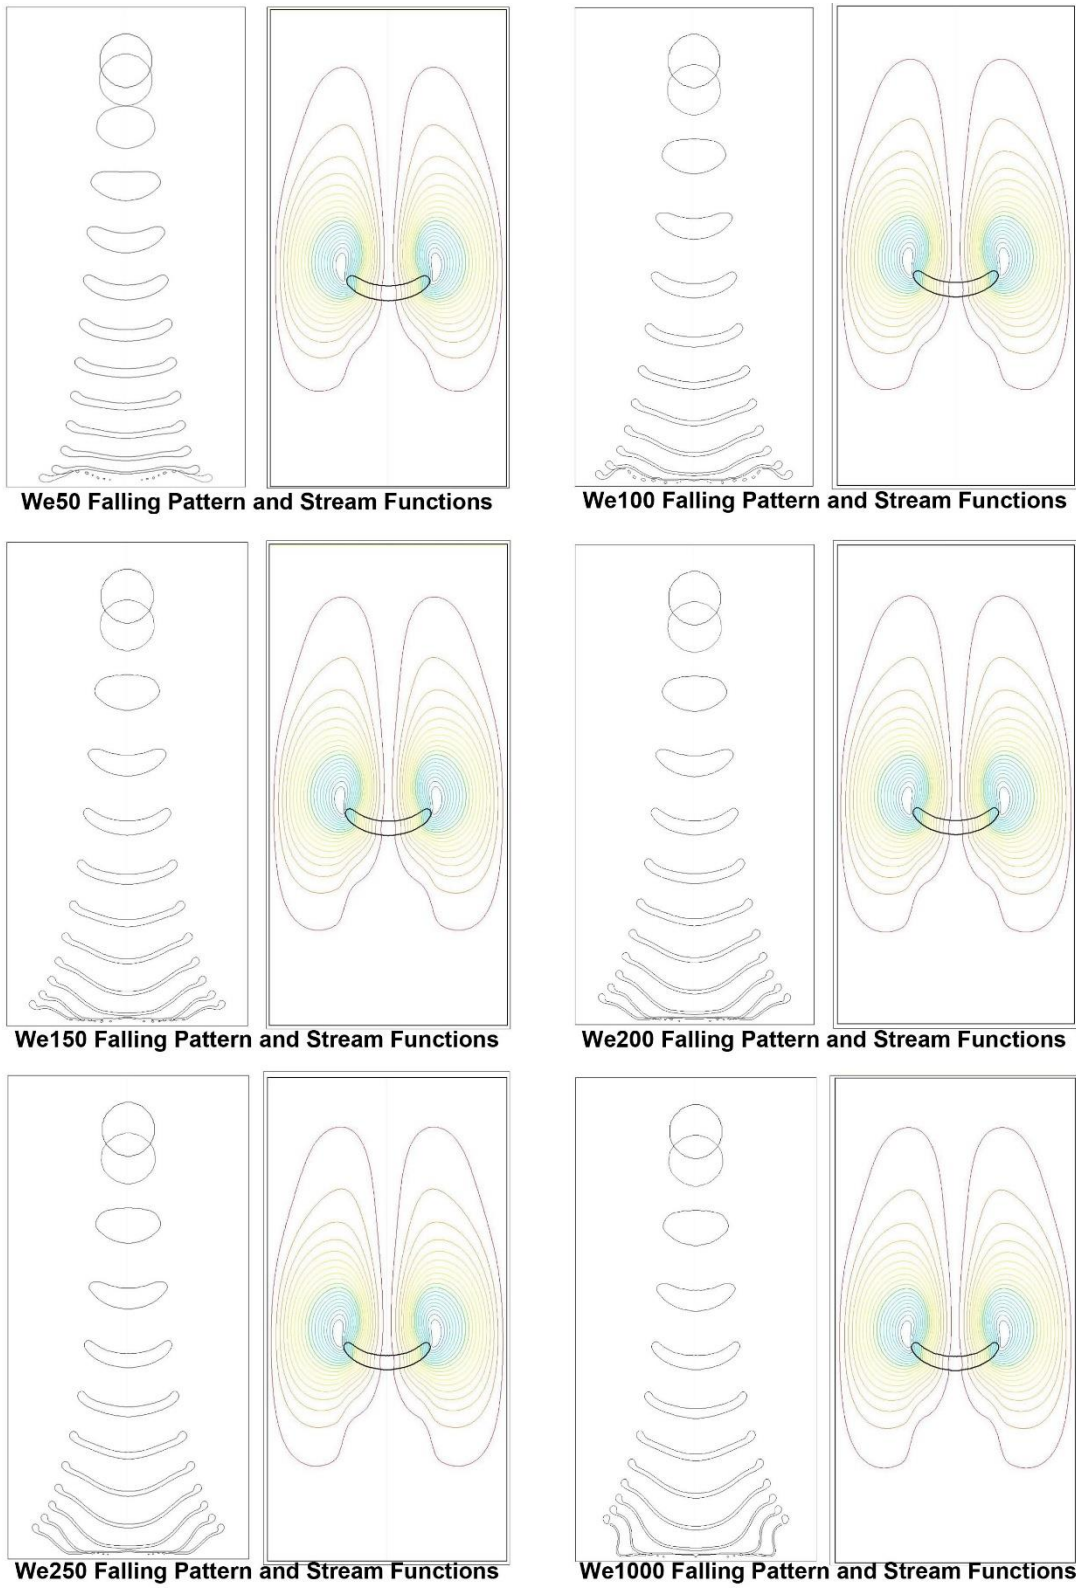 We50 Falling Pattern and Stream Functions
We100 Falling Pattern and Stream Functions
We150 Falling Pattern and Stream Functions
We200 Falling Pattern and Stream Functions
We250 Falling Pattern and Stream Functions
We1000 Falling Pattern and Stream Functions